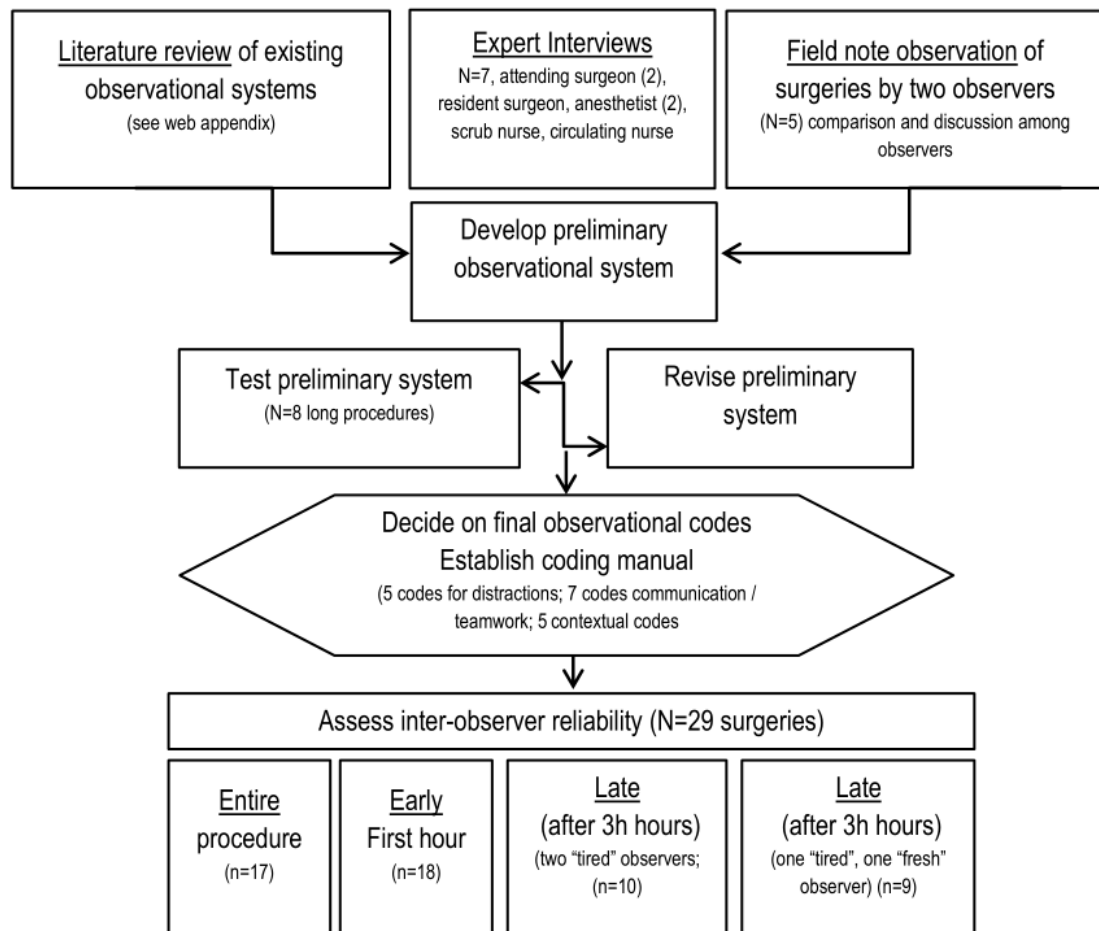 Literature review of existing
observational systems
(see web appendix)
Expert Interviews
N=7, attending surgeon (2),
resident surgeon, anesthetist (2),
scrub nurse, circulating nurse
Field note observation of
surgeries by two observers
(N=5) comparison and discussion among
observers
Develop preliminary
observational system
Test preliminary system
(N=8 long procedures)
Revise preliminary
system
Decide on final observational codes
Establish coding manual
(5 codes for distractions; 7 codes communication /
teamwork; 5 contextual codes
Assess inter-observer reliability (N=29 surgeries)
Entire
procedure
(n=17)
Early
First hour
(n=18)
Late
(after 3h hours)
(two “tired” observers;
(n=10)
Late
(after 3h hours)
(one “tired”, one “fresh”
observer) (n=9)